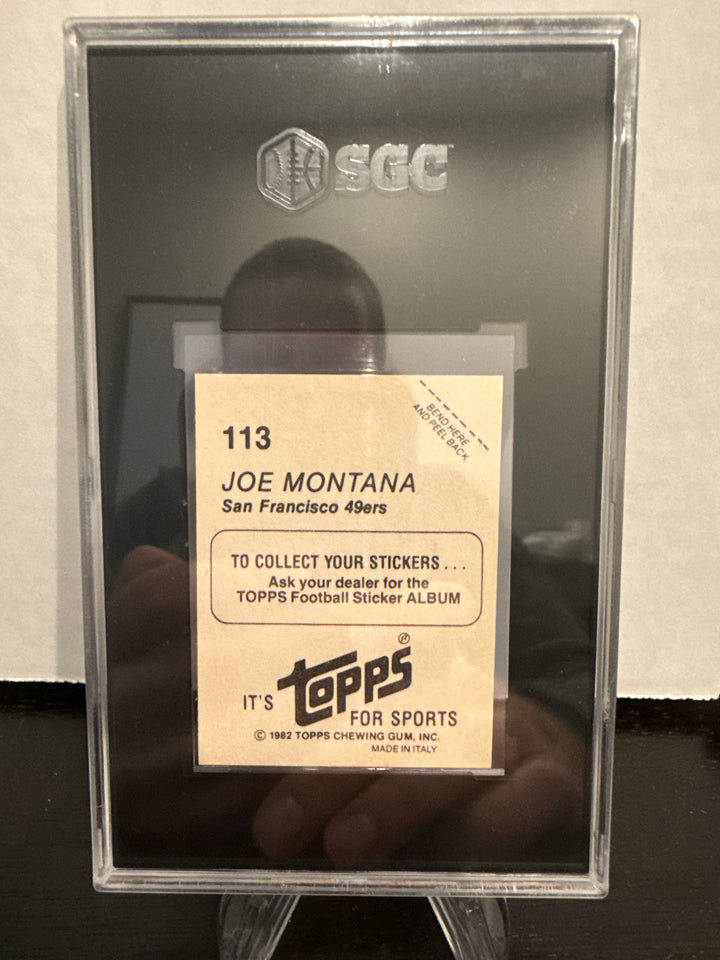 SGC
113
BEND HERE
AND PEEL BACK
JOE MONTANA
San Francisco 49ers
TO COLLECT YOUR STICKERS...
Ask your dealer for the
TOPPS Football Sticker ALBUM
IT'S topps® FOR SPORTS
© 1982 TOPPS CHEWING GUM, INC.
MADE IN ITALY